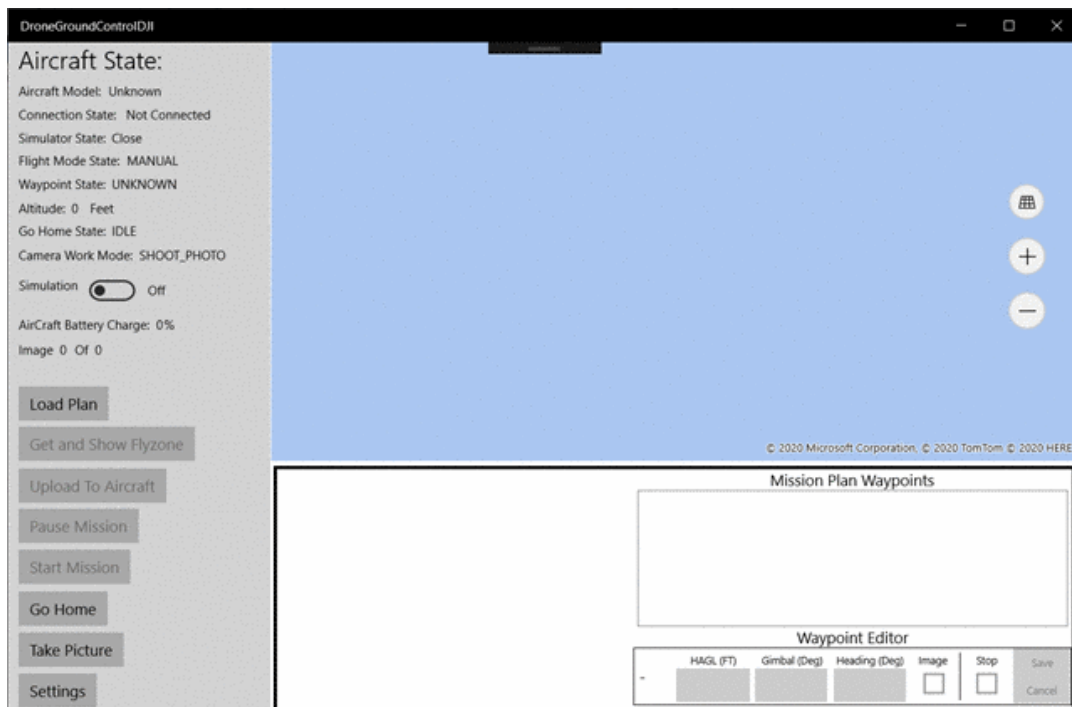 DroneGroundControlDJI
Aircraft State:
Aircraft Model: Unknown
Connection State: Not Connected
Simulator State: Close
Flight Mode State: MANUAL
Waypoint State: UNKNOWN
Altitude: 0 Feet
Go Home State: IDLE
Camera Work Mode: SHOOT_PHOTO
Simulation Off
AirCraft Battery Charge: 0%
Image 0 Of 0
Load Plan
Get and Show Flyzone
Upload To Aircraft
Pause Mission
Start Mission
Go Home
Take Picture
Settings
© 2020 Microsoft Corporation, © 2020 TomTom © 2020 HERE
Mission Plan Waypoints
Waypoint Editor
HAGL (FT) Gimbal (Deg) Heading (Deg) Image Stop Save
- Cancel